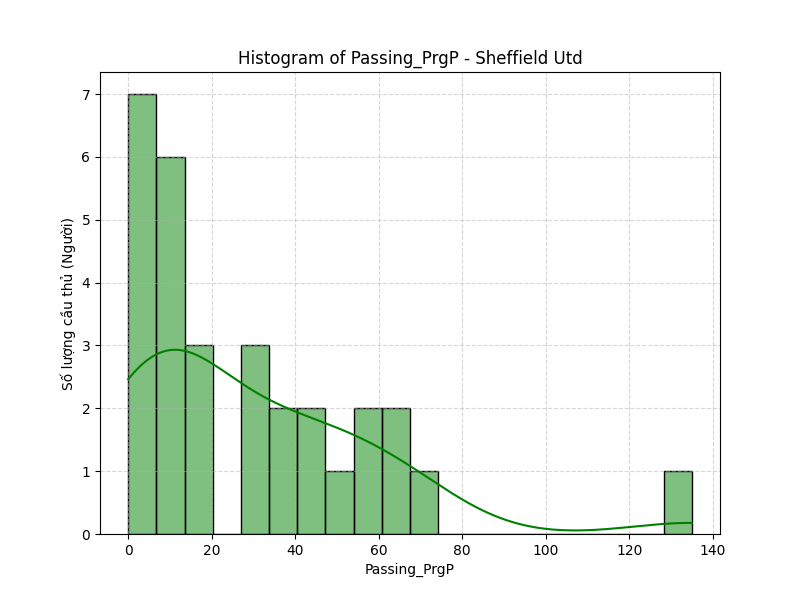 Histogram of Passing_PrgP - Sheffield Utd
7
6
5
4
3
2
1
0
Số lượng cầu thủ (Người)
0 20 40 60 80 100 120 140
Passing_PrgP